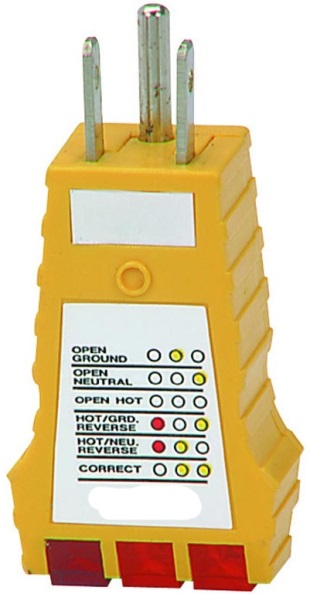 OPEN
GROUND
OPEN
NEUTRAL
OPEN HOT
HOT/GRD.
REVERSE
HOT/NEU.
REVERSE
CORRECT